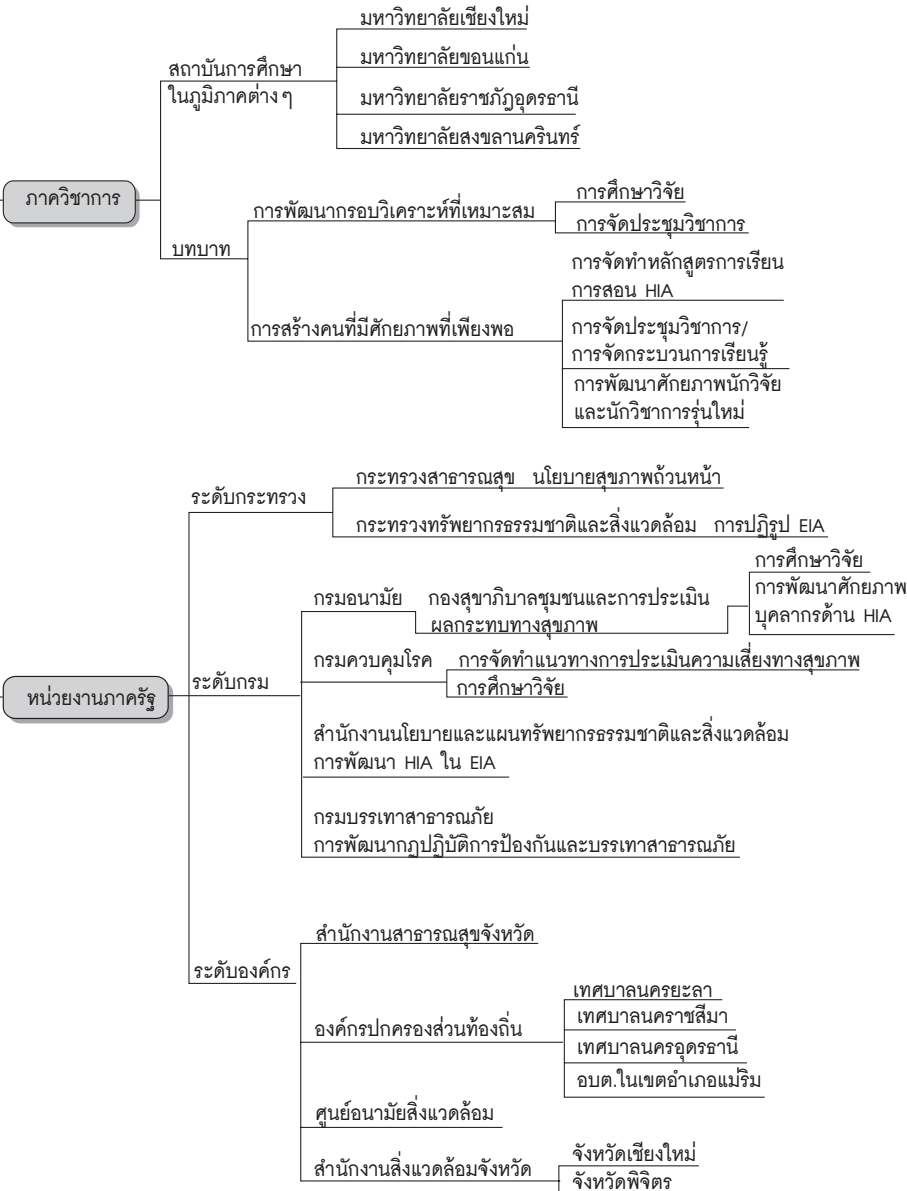 มหาวิทยาลัยเชียงใหม่
มหาวิทยาลัยขอนแก่น
สถาบันการศึกษา
ในภูมิภาคต่าง ๆ
มหาวิทยาลัยราชภัฎอุดรธานี
มหาวิทยาลัยสงขลานครินทร์
ภาควิชาการ
บทบาท
การพัฒนากรอบวิเคราะห์ที่เหมาะสม
การศึกษาวิจัย
การจัดประชุมวิชาการ
การสร้างคนที่มีศักยภาพที่เพียงพอ
การจัดทำหลักสูตรการเรียน
การสอน HIA
การจัดประชุมวิชาการ/
การจัดกระบวนการเรียนรู้
การพัฒนาศักยภาพนักวิจัย
และนักวิชาการรุ่นใหม่
หน่วยงานภาครัฐ
ระดับกระทรวง
กระทรวงสาธารณสุข นโยบายสุขภาพถ้วนหน้า
กระทรวงทรัพยากรธรรมชาติและสิ่งแวดล้อม การปฏิรูป EIA
ระดับกรม
กรมอนามัย กองสุขาภิบาลชุมชนและการประเมิน
ผลกระทบทางสุขภาพ
การศึกษาวิจัย
การพัฒนาศักยภาพ
บุคลากรด้าน HIA
กรมควบคุมโรค การจัดทำแนวทางการประเมินความเสี่ยงทางสุขภาพ
การศึกษาวิจัย
สำนักงานนโยบายและแผนทรัพยากรธรรมชาติและสิ่งแวดล้อม
การพัฒนา HIA ใน EIA
กรมบรรเทาสาธารณภัย
การพัฒนากฎปฏิบัติการป้องกันและบรรเทาสาธารณภัย
ระดับองค์กร
สำนักงานสาธารณสุขจังหวัด
องค์กรปกครองส่วนท้องถิ่น
เทศบาลนครยะลา
เทศบาลนคราชสีมา
เทศบาลนครอุดรธานี
อบต.ในเขตอำเภอแม่ริม
ศูนย์อนามัยสิ่งแวดล้อม
สำนักงานสิ่งแวดล้อมจังหวัด
จังหวัดเชียงใหม่
จังหวัดพิจิตร